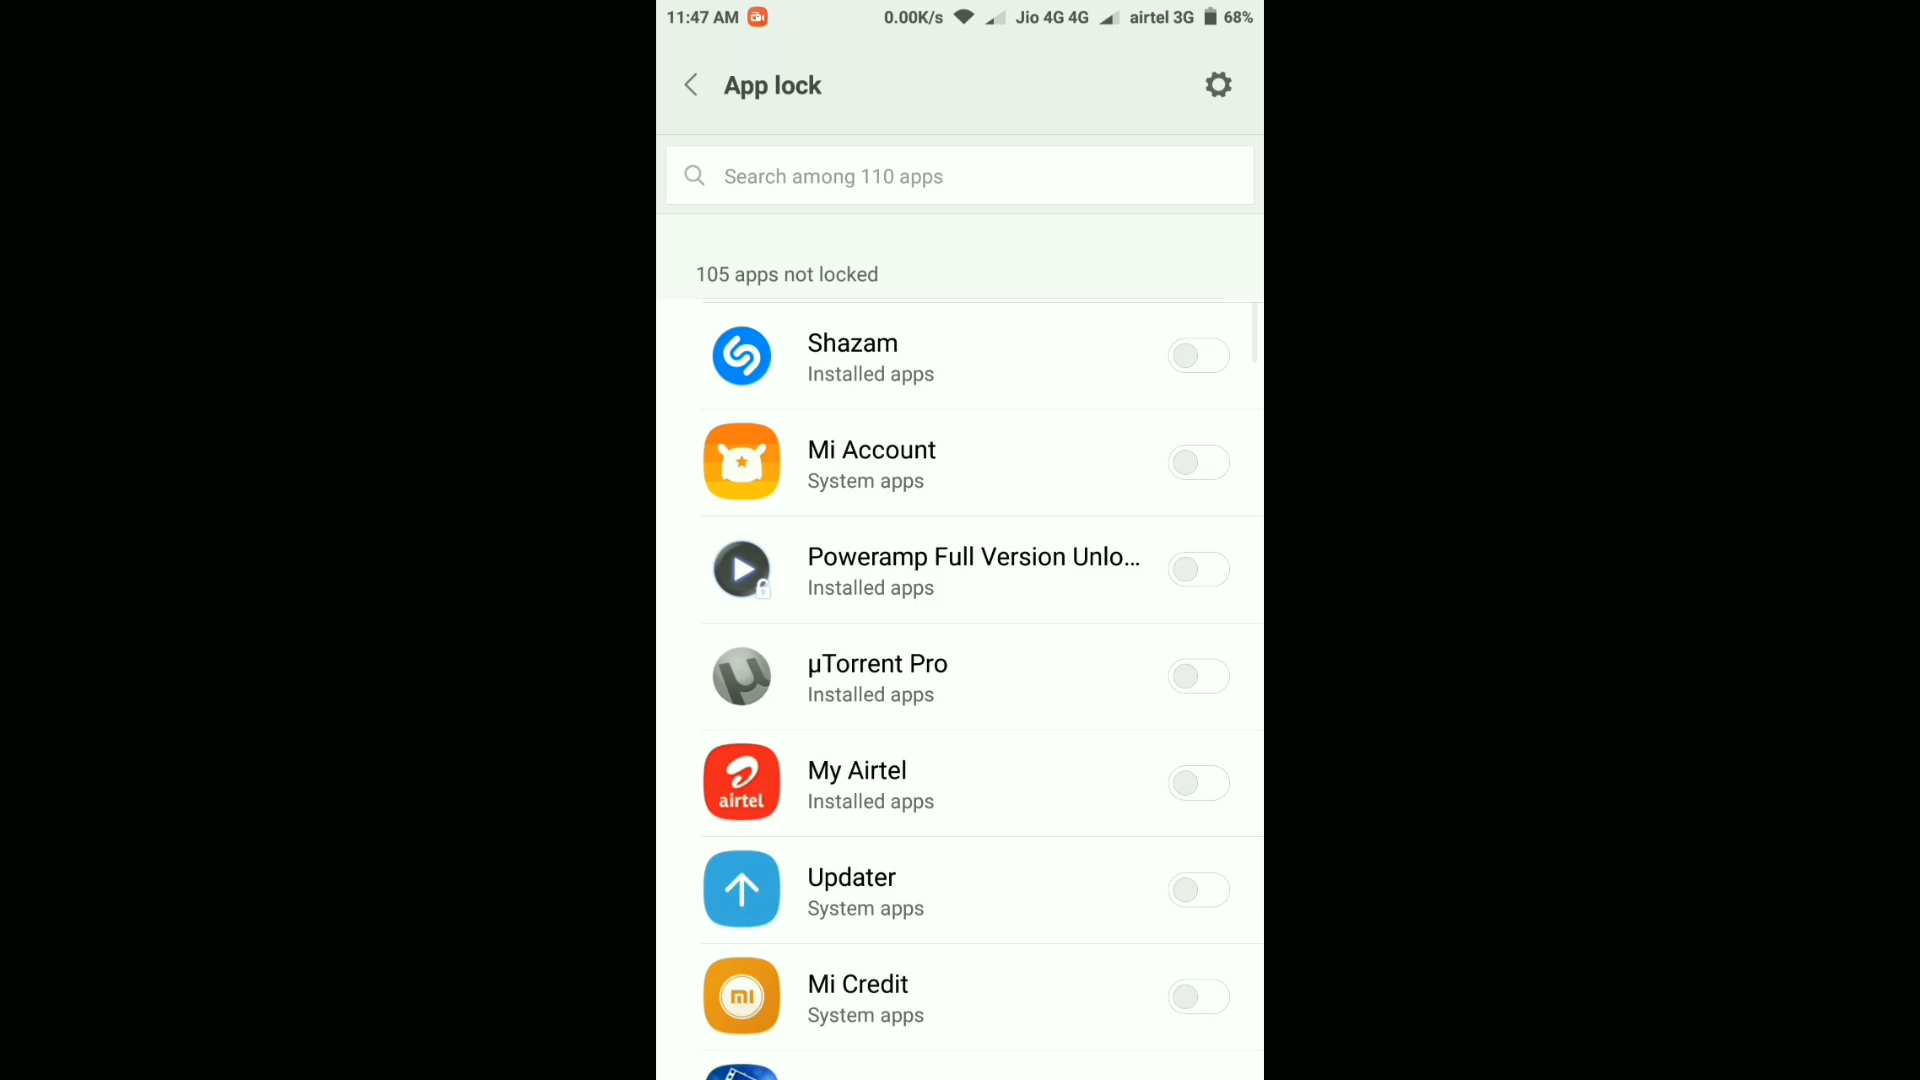 11:47 AM 0.00K/s Jio 4G 4G airtel 3G 68%
App lock
Search among 110 apps
105 apps not locked
Shazam
Installed apps
Mi Account
System apps
Poweramp Full Version Unlo...
Installed apps
µ
µTorrent Pro
Installed apps
airtel
My Airtel
Installed apps
Updater
System apps
mi
Mi Credit
System apps